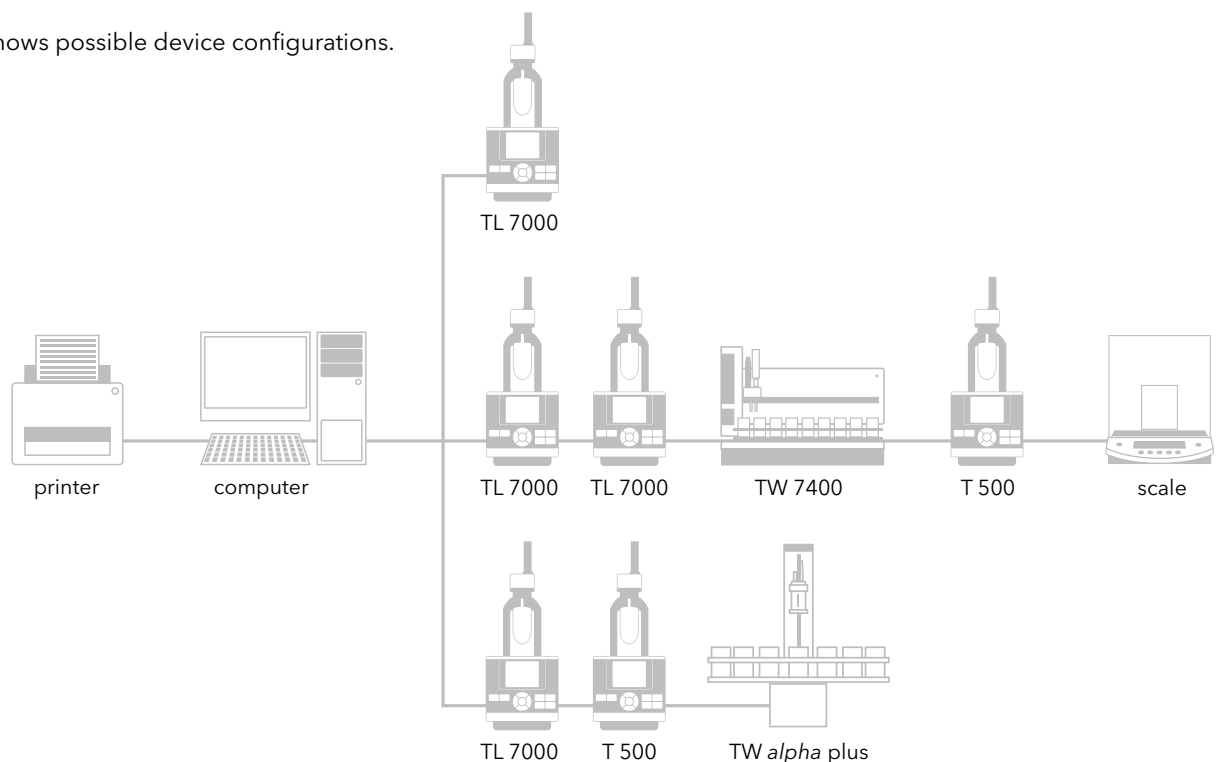 hows possible device configurations.
TL 7000
printer
computer
TL 7000
TL 7000
TW 7400
T 500
scale
TL 7000
T 500
TW alpha plus